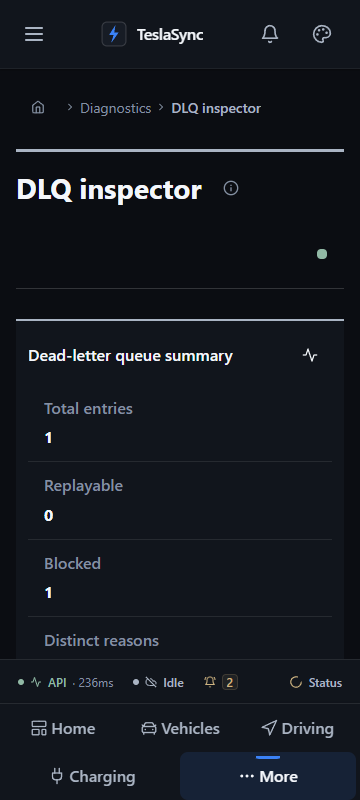 TeslaSync
Diagnostics DLQ inspector
DLQ inspector
Dead-letter queue summary
Total entries
1
Replayable
0
Blocked
1
Distinct reasons
API · 236ms Idle 2 Status
Home Vehicles Driving
Charging More